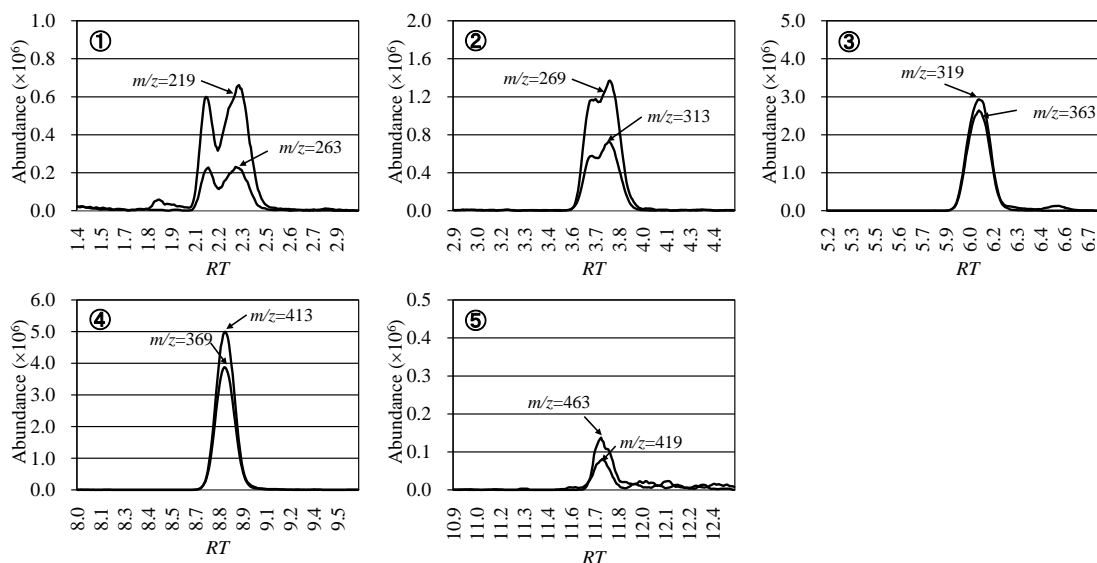 ①
Abundance (×10⁶)
1.0
0.8
0.6
0.4
0.2
0.0
m/z=219
m/z=263
1.4 1.5 1.7 1.8 1.9 2.1 2.2 2.3 2.5 2.6 2.7 2.9
RT
②
Abundance (×10⁶)
2.0
1.6
1.2
0.8
0.4
0.0
m/z=269
m/z=313
2.9 3.0 3.1 3.3 3.4 3.5 3.7 3.8 4.0 4.1 4.2 4.4
RT
③
Abundance (×10⁶)
5.0
4.0
3.0
2.0
1.0
0.0
m/z=319
m/z=363
5.2 5.3 5.5 5.6 5.7 5.9 6.0 6.1 6.3 6.4 6.5 6.7
RT
④
Abundance (×10⁶)
6.0
5.0
4.0
3.0
2.0
1.0
0.0
m/z=413
m/z=369
8.0 8.1 8.3 8.4 8.5 8.7 8.8 8.9 9.1 9.2 9.3 9.5
RT
⑤
Abundance (×10⁶)
0.5
0.4
0.3
0.2
0.1
0.0
m/z=463
m/z=419
10.9 11.0 11.2 11.3 11.4 11.6 11.7 11.8 12.0 12.1 12.2 12.4
RT